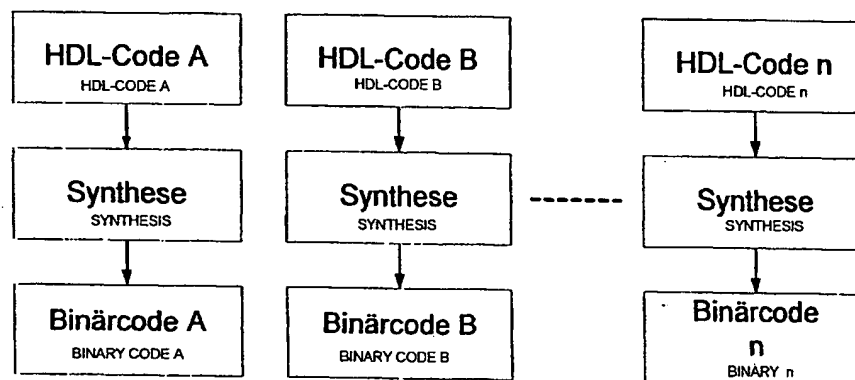 HDL-Code A
HDL-CODE A
Synthese
SYNTHESIS
Binärcode A
BINARY CODE A
HDL-Code B
HDL-CODE B
Synthese
SYNTHESIS
Binärcode B
BINARY CODE B
HDL-Code n
HDL-CODE n
Synthese
SYNTHESIS
Binärcode
n
BINARY n